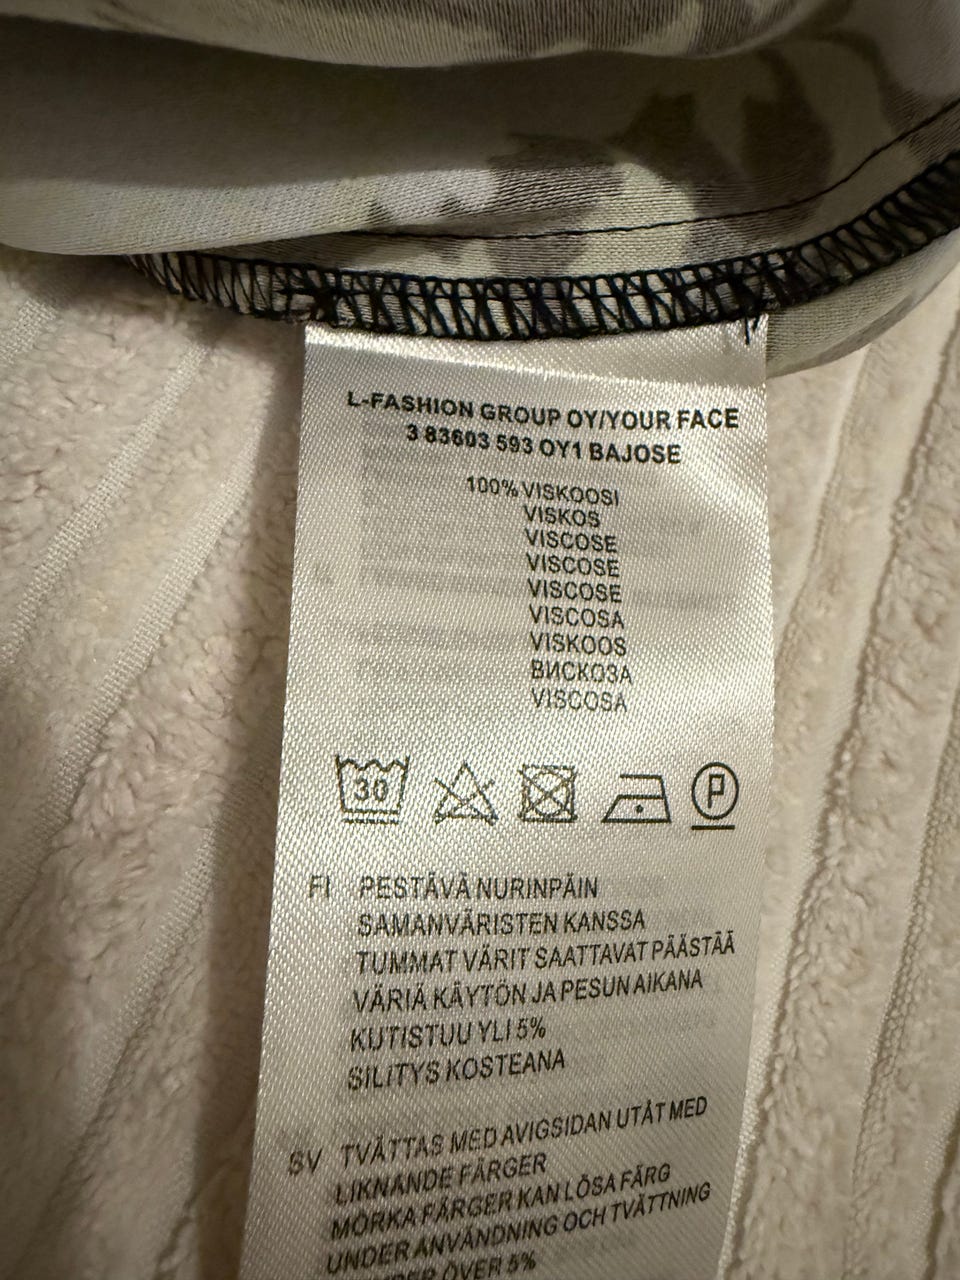 L-FASHION GROUP OY/YOUR FACE
3 83603 593 OY1 BAJOSE
100% VISKOOSI
VISKOS
VISCOSE
VISCOSE
VISCOSE
VISCOSA
VISKOOS
ВИСКОЗА
VISCOSA
30
P
FI PESTÄVÄ NURINPÄIN
SAMANVÄRISTEN KANSSA
TUMMAT VÄRIT SAATTAVAT PÄÄSTÄÄ
VÄRIÄ KÄYTÖN JA PESUN AIKANA
KUTISTUU YLI 5%
SILITYS KOSTEANA
SV TVÄTTAS MED AVIGSIDAN UTÅT MED
LIKNANDE FÄRGER
MÖRKA FÄRGER KAN LÖSA FÄRG
UNDER ANVÄNDNING OCH TVÄTTNING
ÖVER 5%